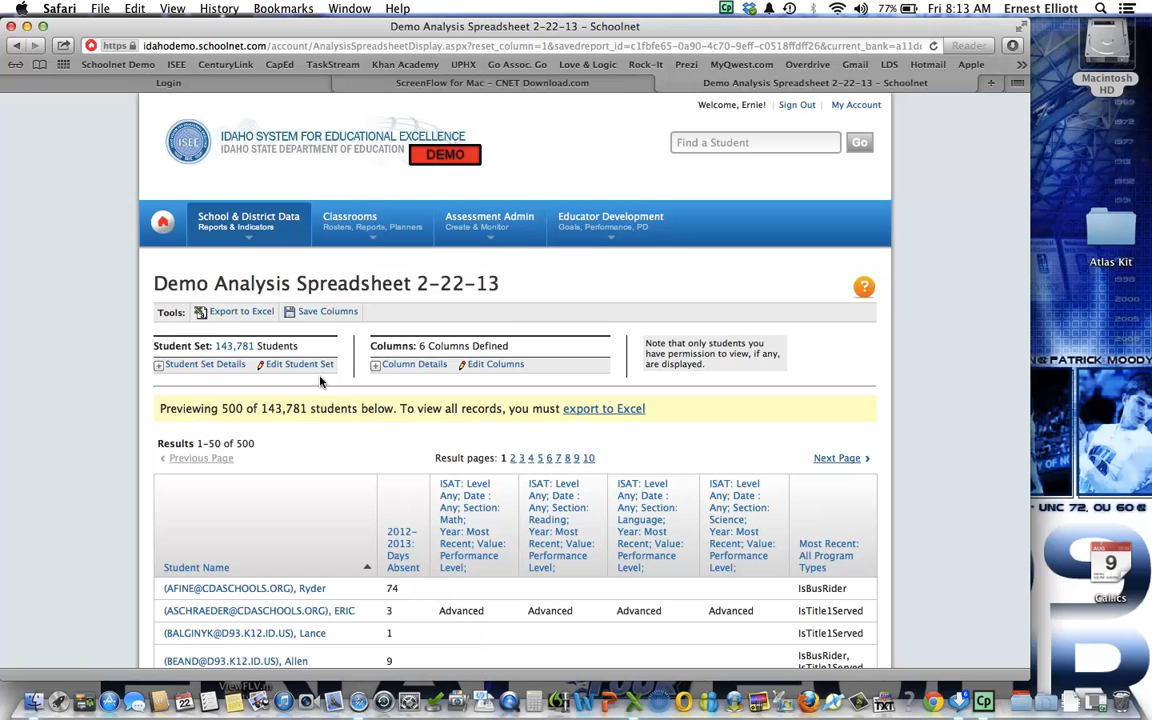 Safari File Edit View History Bookmarks Window Help
77% Fri 8:13 AM Ernest Elliott
Demo Analysis Spreadsheet 2-22-13 – Schoolnet
https idahodemo.schoolnet.com/account/AnalysisSpreadsheetDisplay.aspx?reset_column=1&savedreport_id=c1fbfe65-0a90-4c70-9eff-c0518ffdff26&current_bank=a11d
Reader
Schoolnet Demo ISEE CenturyLink CapEd TaskStream Khan Academy UPHX Go Assoc. Go Love & Logic Rock-It Prezi MyQwest.com Overdrive Gmail LDS Hotmail Apple
Login
ScreenFlow for Mac – CNET Download.com
Demo Analysis Spreadsheet 2-22-13 – Schoolnet
Macintosh HD
Welcome, Ernie! Sign Out My Account
ISEE
IDAHO SYSTEM FOR EDUCATIONAL EXCELLENCE
IDAHO STATE DEPARTMENT OF EDUCATION
DEMO
Find a Student
Go
School & District Data
Reports & Indicators
Classrooms
Rosters, Reports, Planners
Assessment Admin
Create & Monitor
Educator Development
Goals, Performance, PD
Atlas Kit
Demo Analysis Spreadsheet 2-22-13
?
Tools: Export to Excel Save Columns
Student Set: 143,781 Students
Student Set Details Edit Student Set
Columns: 6 Columns Defined
Column Details Edit Columns
Note that only students you
have permission to view, if any,
are displayed.
PATRICK MOODY
Previewing 500 of 143,781 students below. To view all records, you must export to Excel
Results 1-50 of 500
Previous Page
Result pages: 1 2 3 4 5 6 7 8 9 10
Next Page
UNC 72, OU 60
Student Name
2012-
2013:
Days
Absent
ISAT: Level
Any; Date :
Any; Section:
Math;
Year: Most
Recent; Value:
Performance
Level;
ISAT: Level
Any; Date :
Any; Section:
Reading;
Year: Most
Recent; Value:
Performance
Level;
ISAT: Level
Any; Date :
Any; Section:
Language;
Year: Most
Recent; Value:
Performance
Level;
ISAT: Level
Any; Date :
Any; Section:
Science;
Year: Most
Recent; Value:
Performance
Level;
Most Recent:
All Program
Types
AUG
9
Cal.ics
(AFINE@CDASCHOOLS.ORG), Ryder 74 IsBusRider
(ASCHRAEDER@CDASCHOOLS.ORG), ERIC 3 Advanced Advanced Advanced Advanced IsTitle1Served
(BALGINYK@D93.K12.ID.US), Lance 1 IsTitle1Served
(BEAND@D93.K12.ID.US), Allen 9 IsBusRider,
IsTitle1Served
22
TXT
Cp